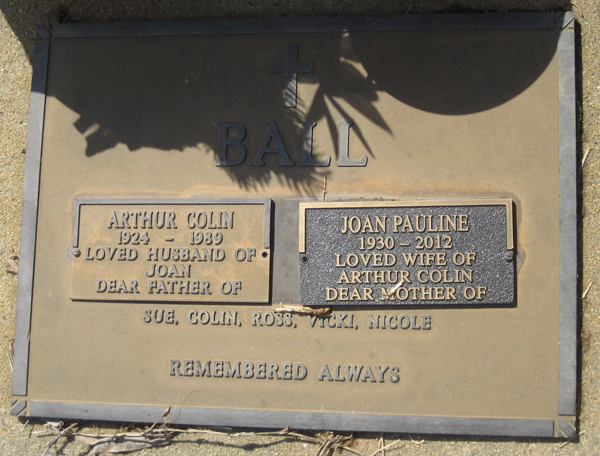 BALL
ARTHUR COLIN
1924 - 1989
LOVED HUSBAND OF
JOAN
DEAR FATHER OF
JOAN PAULINE
1930 - 2012
LOVED WIFE OF
ARTHUR COLIN
DEAR MOTHER OF
SUE, COLIN, ROSS, VICKI, NICOLE
REMEMBERED ALWAYS